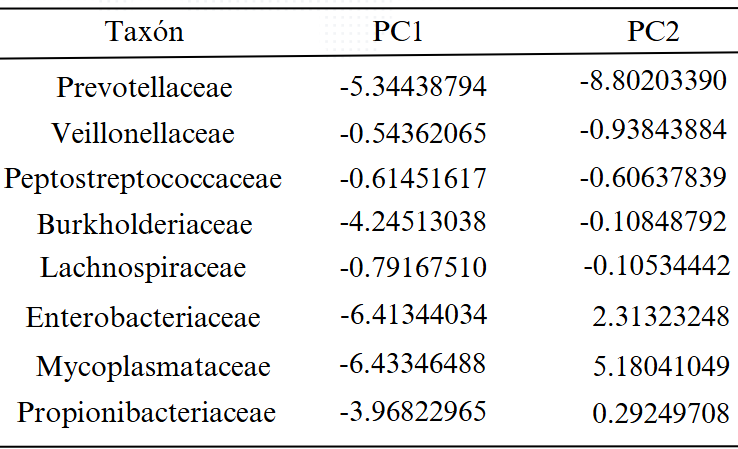 Taxón PC1 PC2
Prevotellaceae -5.34438794 -8.80203390
Veillonellaceae -0.54362065 -0.93843884
Peptostreptococcaceae -0.61451617 -0.60637839
Burkholderiaceae -4.24513038 -0.10848792
Lachnospiraceae -0.79167510 -0.10534442
Enterobacteriaceae -6.41344034 2.31323248
Mycoplasmataceae -6.43346488 5.18041049
Propionibacteriaceae -3.96822965 0.29249708